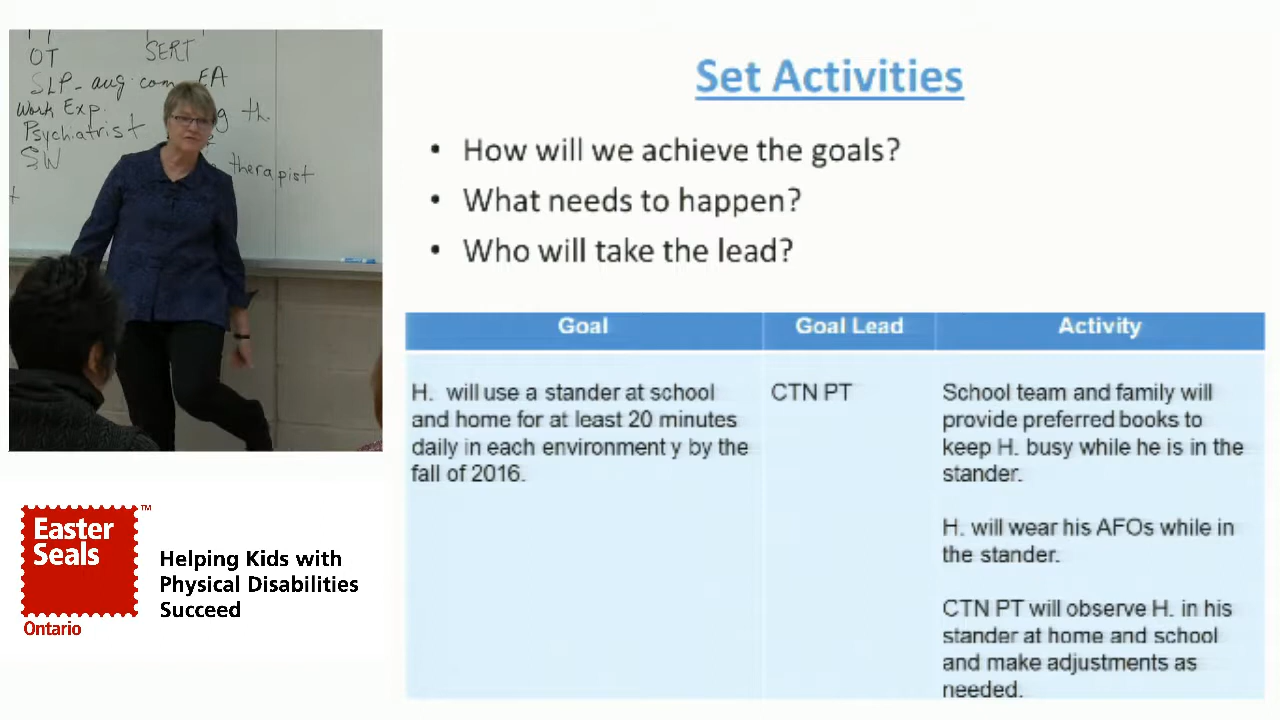 OT
SERT
SLP - aug. com
EA
Work Exp.
Psychiatrist
SW
therapist
Set Activities
• How will we achieve the goals?
• What needs to happen?
• Who will take the lead?
Goal
Goal Lead
Activity
H. will use a stander at school
and home for at least 20 minutes
daily in each environment y by the
fall of 2016.
CTN PT
School team and family will
provide preferred books to
keep H. busy while he is in the
stander.
H. will wear his AFOs while in
the stander.
CTN PT will observe H. in his
stander at home and school
and make adjustments as
needed.
Easter
Seals
™
Ontario
Helping Kids with
Physical Disabilities
Succeed